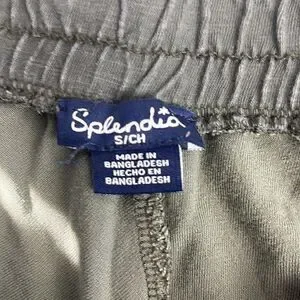 Splendid
S/CH
MADE IN
BANGLADESH
HECHO EN
BANGLADESH